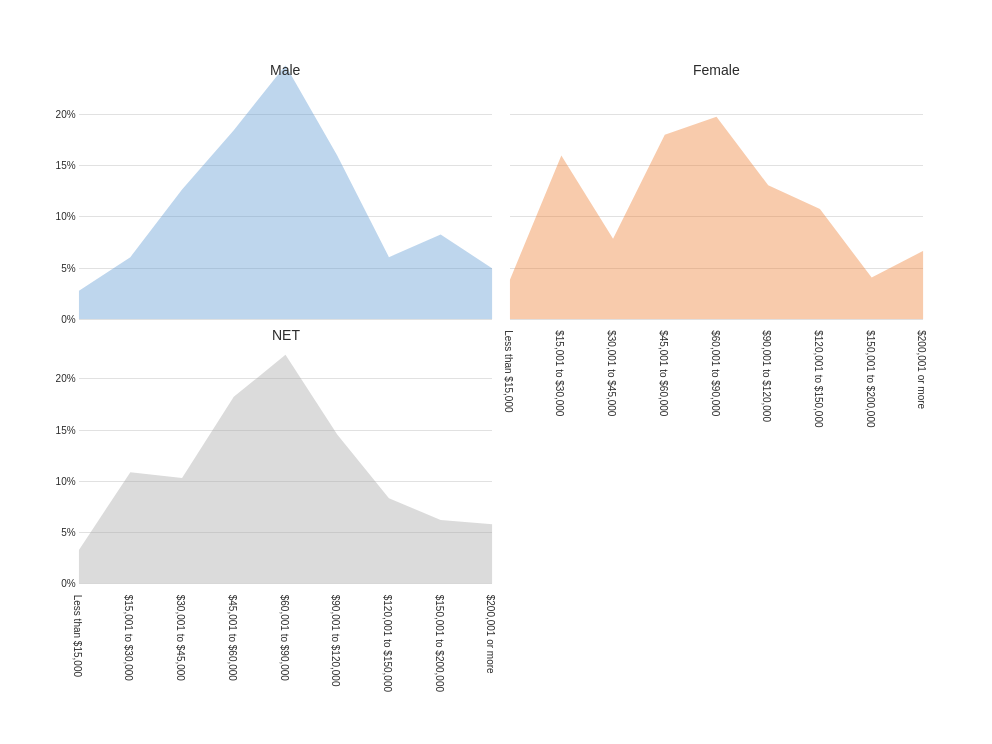 Male
Female
20%
15%
10%
5%
0%
Less than $15,000
$15,001 to $30,000
$30,001 to $45,000
$45,001 to $60,000
$60,001 to $90,000
$90,001 to $120,000
$120,001 to $150,000
$150,001 to $200,000
$200,001 or more
NET
20%
15%
10%
5%
0%
Less than $15,000
$15,001 to $30,000
$30,001 to $45,000
$45,001 to $60,000
$60,001 to $90,000
$90,001 to $120,000
$120,001 to $150,000
$150,001 to $200,000
$200,001 or more